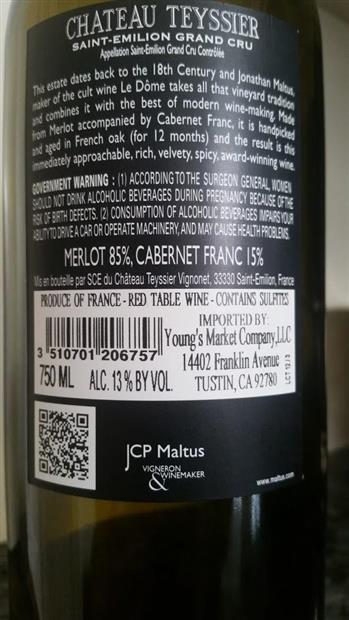 CHATEAU TEYSSIER
SAINT-EMILION GRAND CRU
Appellation Saint-Emilion Grand Cru Contrôlée
This estate dates back to the 18th Century and Jonathan Maltus,
maker of the cult wine Le Dôme takes all that vineyard tradition
and combines it with the best of modern wine-making. Made
from Merlot accompanied by Cabernet Franc, it is handpicked
and aged in French oak (for 12 months) and the result is this
immediately approachable, rich, velvety, spicy, award-winning wine.
GOVERNMENT WARNING : (1) ACCORDING TO THE SURGEON GENERAL, WOMEN
SHOULD NOT DRINK ALCOHOLIC BEVERAGES DURING PREGNANCY BECAUSE OF THE
RISK OF BIRTH DEFECTS. (2) CONSUMPTION OF ALCOHOLIC BEVERAGES IMPAIRS YOUR
ABILITY TO DRIVE A CAR OR OPERATE MACHINERY, AND MAY CAUSE HEALTH PROBLEMS.
MERLOT 85%, CABERNET FRANC 15%
Mis en bouteille par SCE du Château Teyssier Vignonet, 33330 Saint-Emilion, France
PRODUCE OF FRANCE - RED TABLE WINE - CONTAINS SULFITES
IMPORTED BY:
Young's Market Company,LLC
14402 Franklin Avenue
TUSTIN, CA 92780
3 510701 206757
750 ML ALC. 13 % BY VOL.
LCT 12 / 3
JCP Maltus
VIGNERON
& WINEMAKER
www.maltus.com